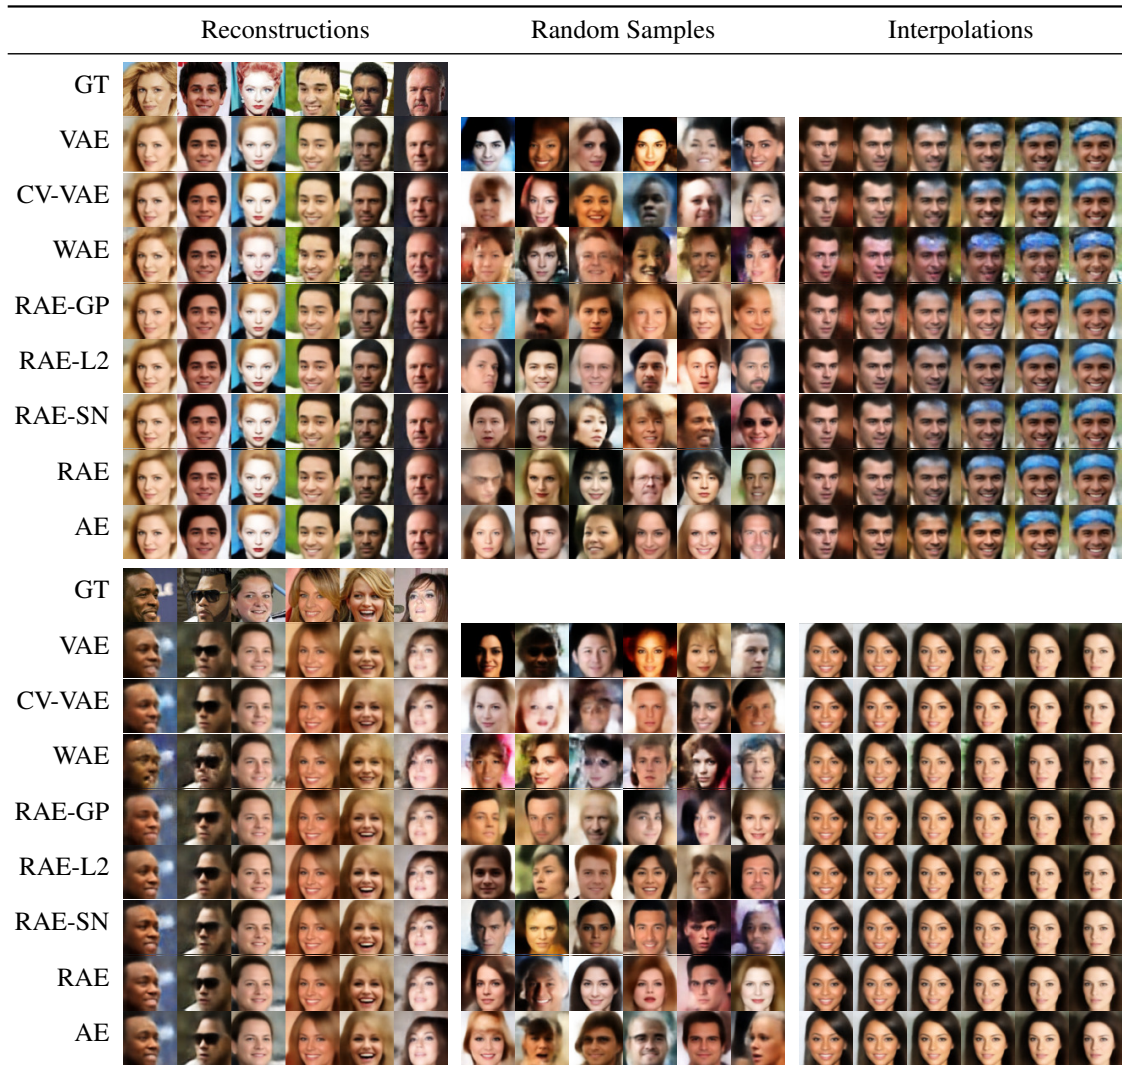 Reconstructions Random Samples Interpolations
GT
VAE
CV-VAE
WAE
RAE-GP
RAE-L2
RAE-SN
RAE
AE
GT
VAE
CV-VAE
WAE
RAE-GP
RAE-L2
RAE-SN
RAE
AE